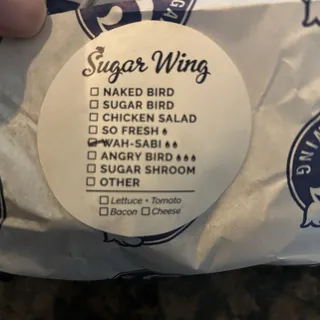 Sugar Wing
NAKED BIRD
SUGAR BIRD
CHICKEN SALAD
SO FRESH
WAH-SABI
ANGRY BIRD
SUGAR SHROOM
OTHER
Lettuce • Tomato
Bacon Cheese
WING